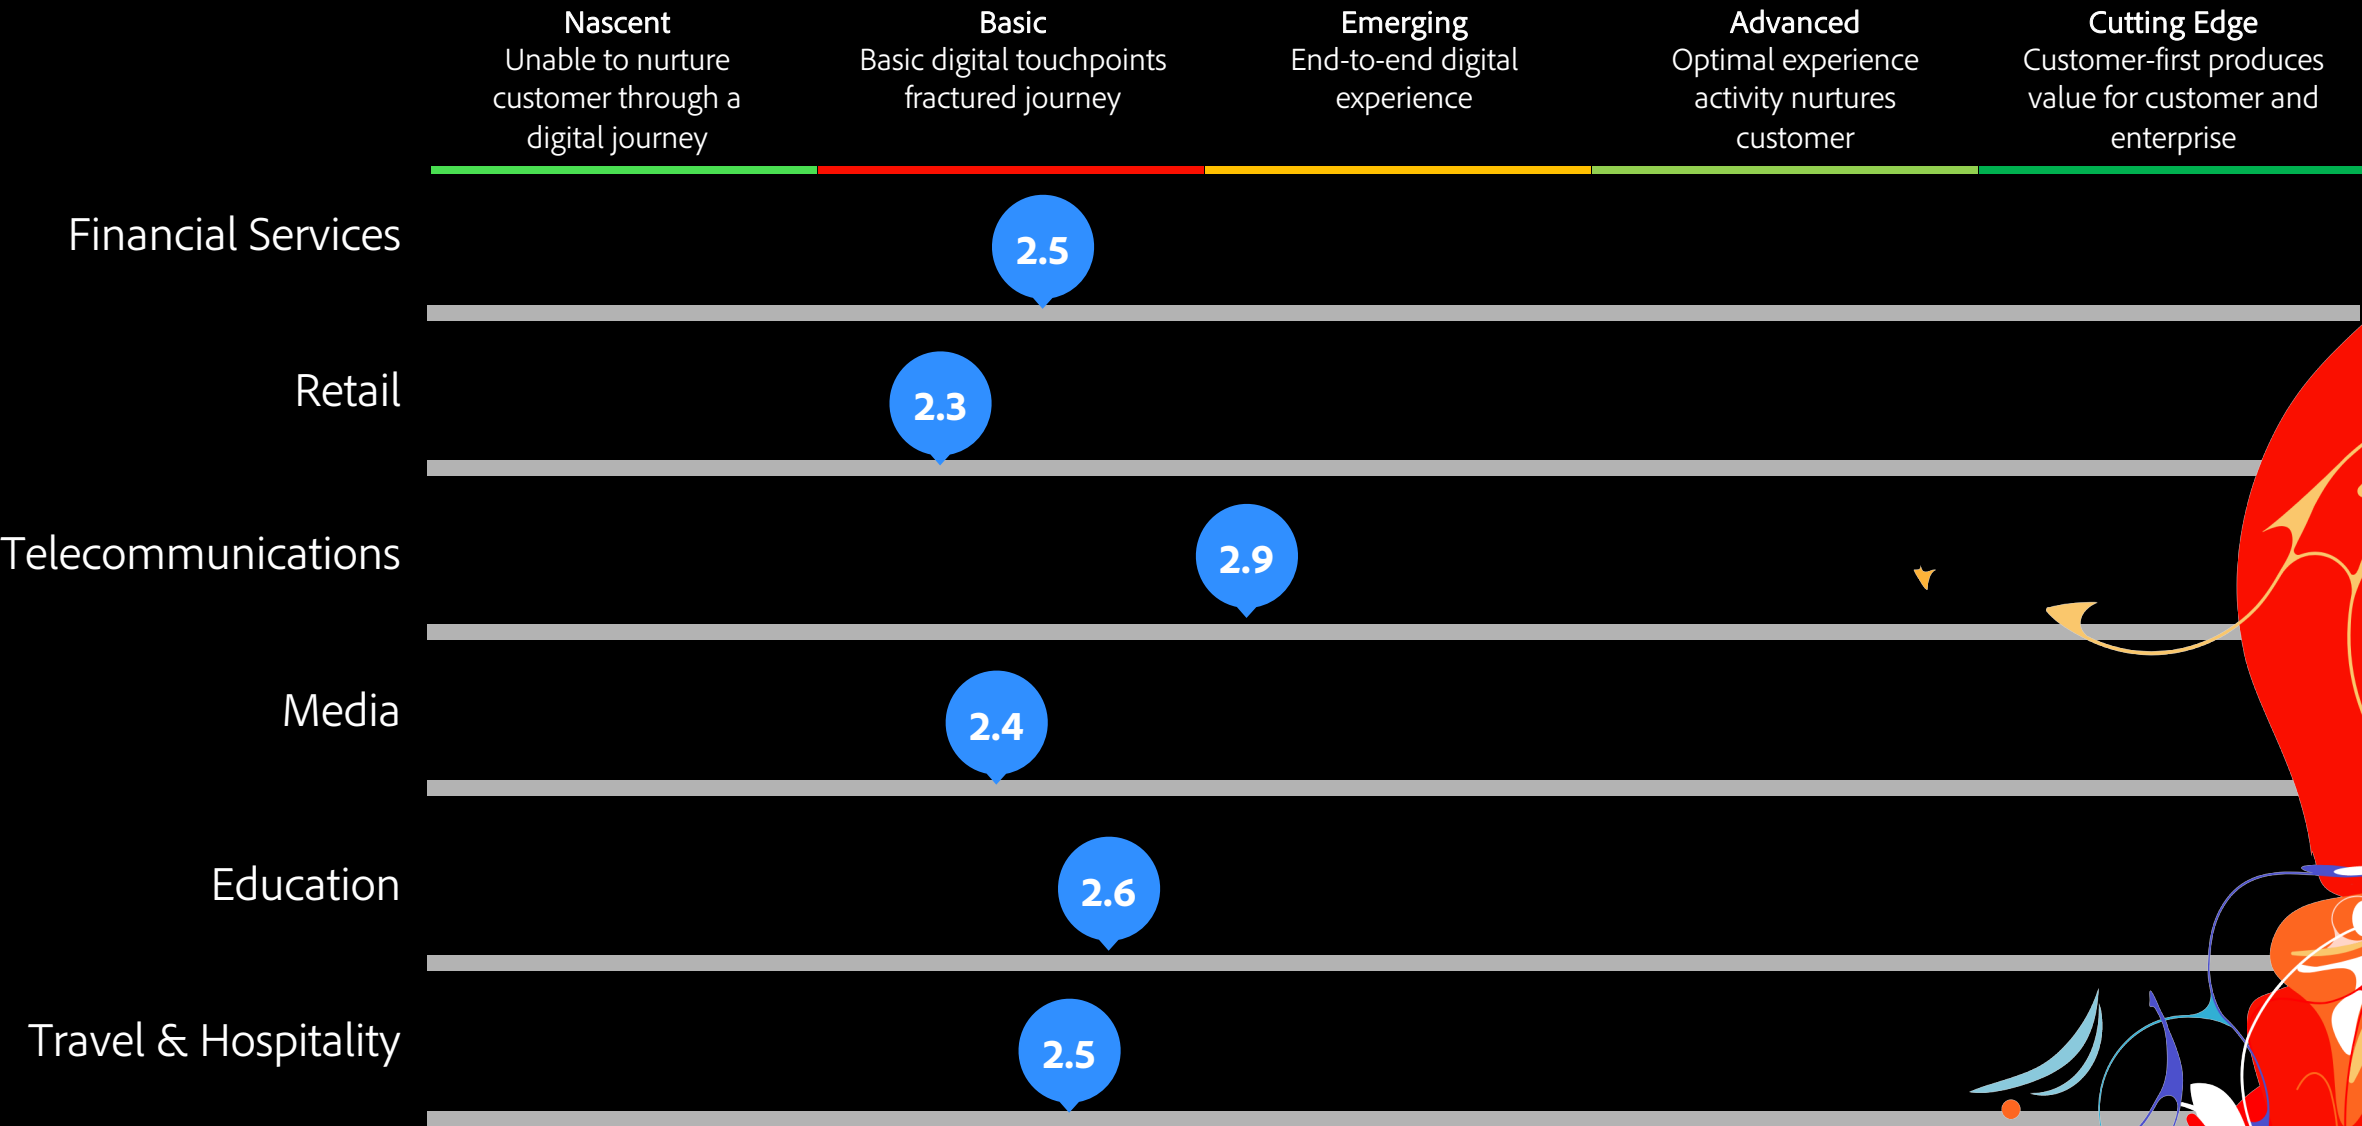 Nascent
Unable to nurture
customer through a
digital journey
Basic
Basic digital touchpoints
fractured journey
Emerging
End-to-end digital
experience
Advanced
Optimal experience
activity nurtures
customer
Cutting Edge
Customer-first produces
value for customer and
enterprise
Financial Services
2.5
Retail
2.3
Telecommunications
2.9
Media
2.4
Education
2.6
Travel & Hospitality
2.5